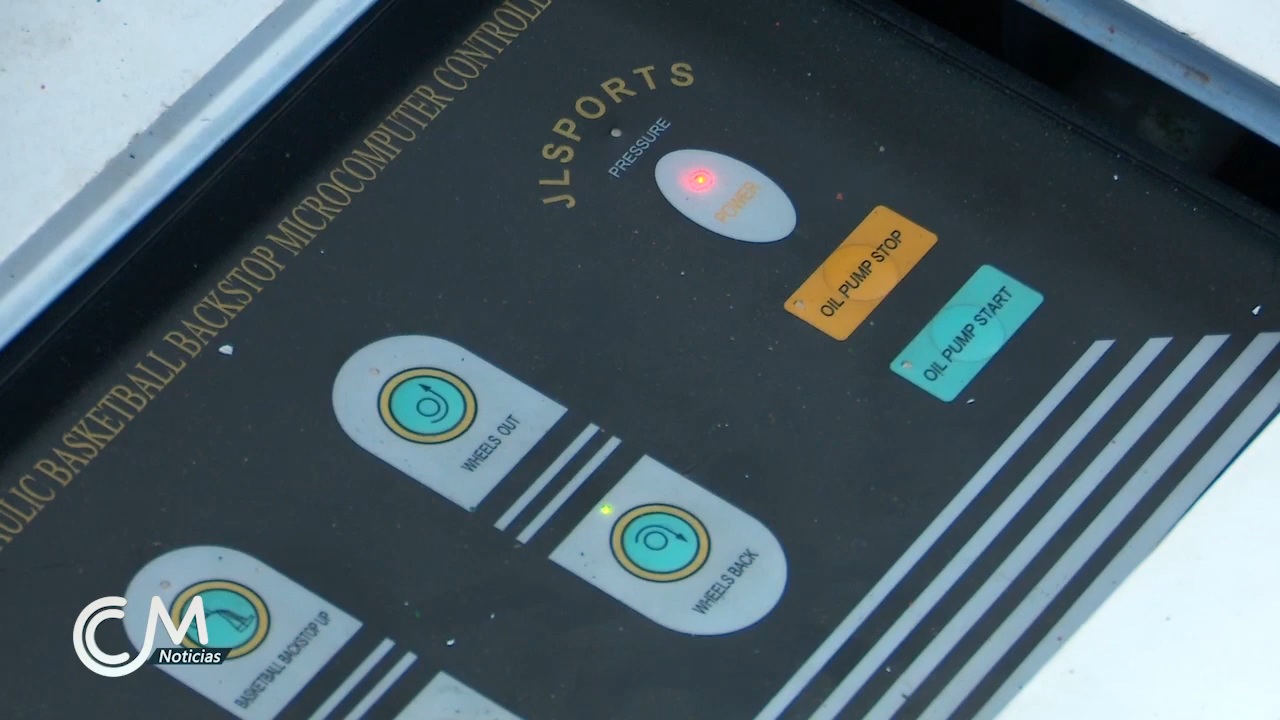 AULIC BASKETBALL BACKSTOP MICROCOMPUTER CONTROLL
JLSPORTS
PRESSURE
POWER
OIL PUMP STOP
OIL PUMP START
WHEELS OUT
WHEELS BACK
BASKETBALL BACKSTOP UP
CM
Noticias